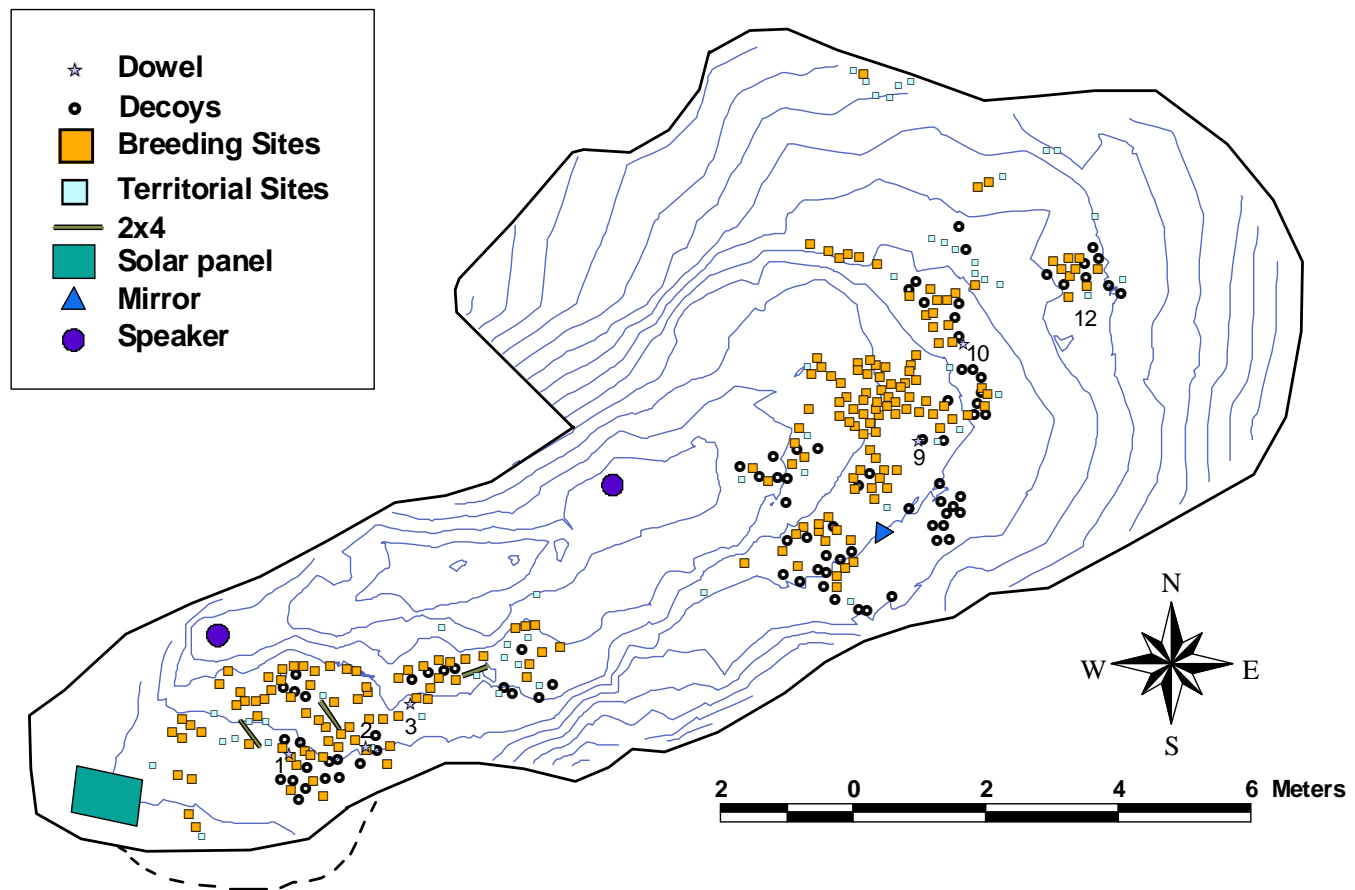 Dowel
Decoys
Breeding Sites
Territorial Sites
2x4
Solar panel
Mirror
Speaker
12
10
9
3
2
1
N
W E
S
2 0 2 4 6 Meters